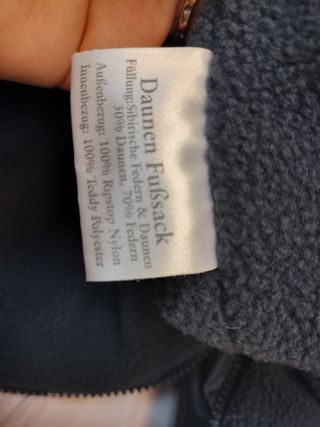 Daunen Fußsack
Füllung:Sibirische Federn & Daunen
30% Daunen, 70% Federn
Außenbezug: 100% Ripstop Nylon
Innenbezug: 100% Teddy Polyester